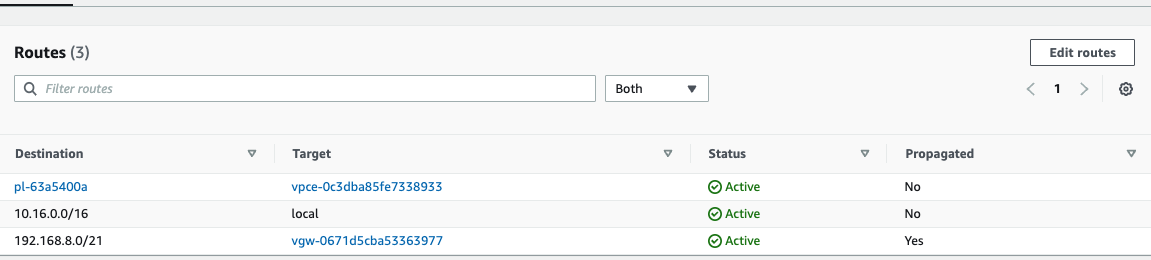 Routes (3)
Edit routes
Filter routes
Both
1
Destination Target Status Propagated
pl-63a5400a vpce-0c3dba85fe7338933 Active No
10.16.0.0/16 local Active No
192.168.8.0/21 vgw-0671d5cba53363977 Active Yes